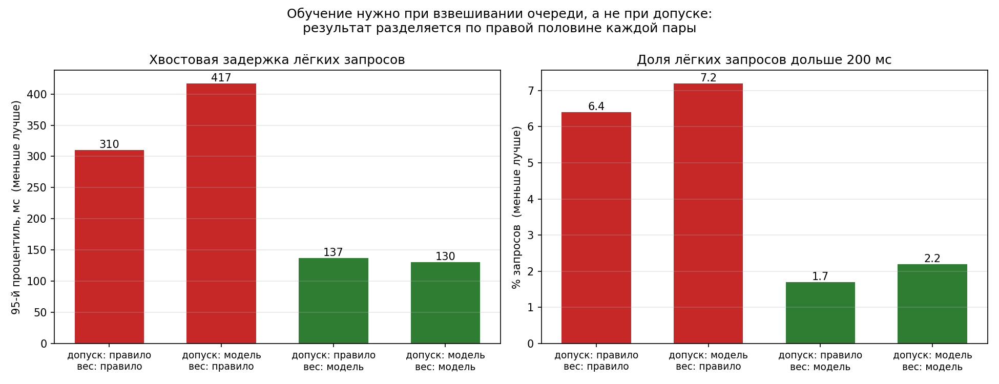 Обучение нужно при взвешивании очереди, а не при допуске:
результат разделяется по правой половине каждой пары
Хвостовая задержка лёгких запросов
95-й процентиль, мс (меньше лучше)
400
350
300
250
200
150
100
50
0
310
417
137
130
допуск: правило
вес: правило
допуск: модель
вес: правило
допуск: правило
вес: модель
допуск: модель
вес: модель
Доля лёгких запросов дольше 200 мс
% запросов (меньше лучше)
7
6
5
4
3
2
1
0
6.4
7.2
1.7
2.2
допуск: правило
вес: правило
допуск: модель
вес: правило
допуск: правило
вес: модель
допуск: модель
вес: модель